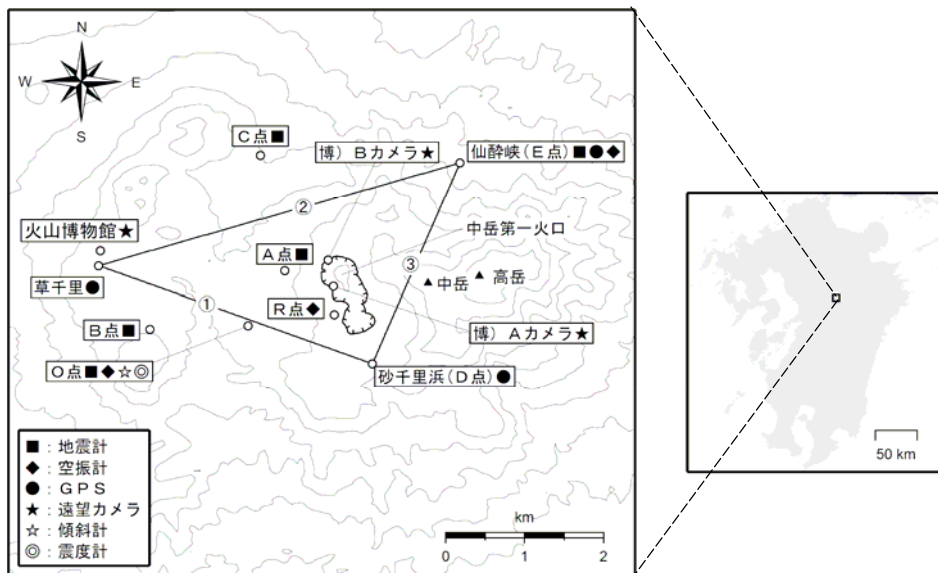 N
W
E
S
C点■
博）Bカメラ★
仙酔峡(E点)■●◆
②
火山博物館★
中岳第一火口
A点■
③
草千里●
▲中岳
▲高岳
①
R点◆
B点■
博）Aカメラ★
O点■◆☆◎
砂千里浜(D点)●
■：地震計
◆：空振計
●：GPS
★：遠望カメラ
☆：傾斜計
◎：震度計
km
0 1 2
50 km